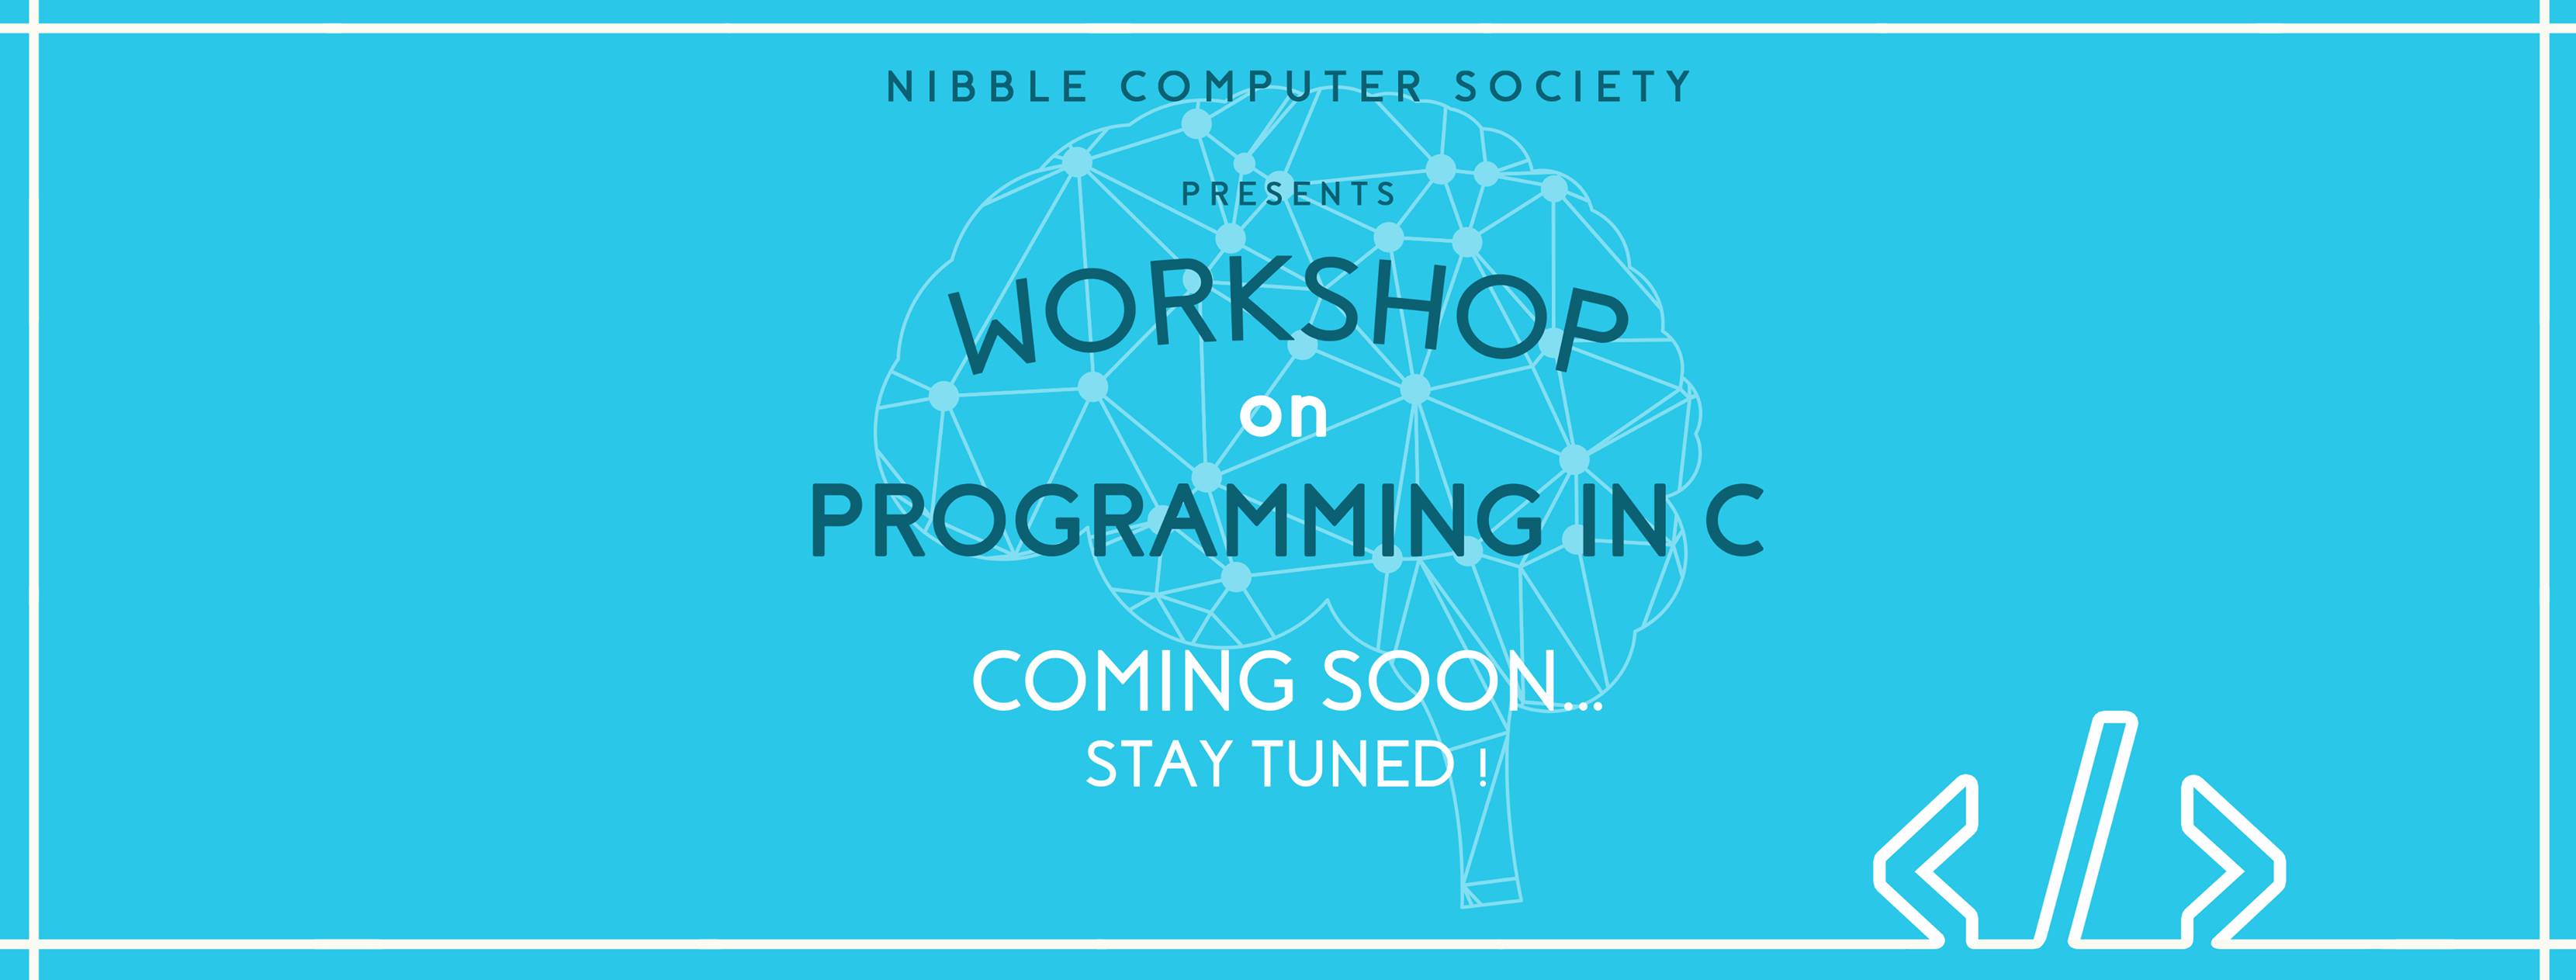 NIBBLE COMPUTER SOCIETY
PRESENTS
WORKSHOP
on
PROGRAMMING IN C
COMING SOON...
STAY TUNED !